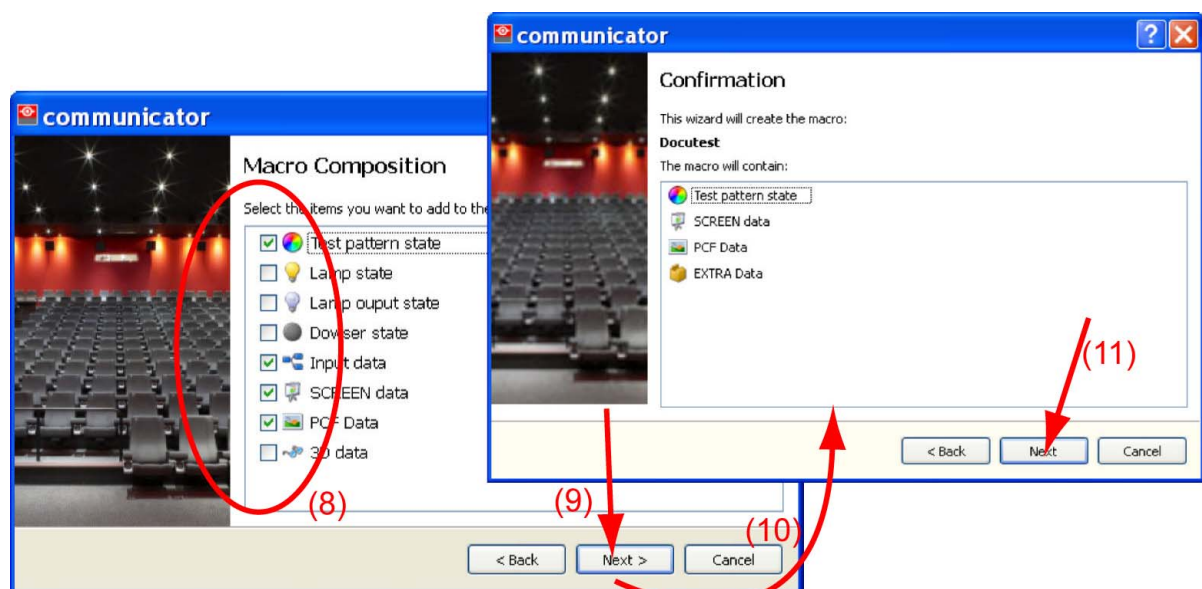 communicator
Macro Composition
Select the items you want to add to the
Test pattern state
Lamp state
Lamp ouput state
Dowser state
Input data
SCREEN data
PCF Data
3D data
(8)
(9)
(10)
< Back
Next >
Cancel
communicator
?
Confirmation
This wizard will create the macro:
Docutest
The macro will contain:
Test pattern state
SCREEN data
PCF Data
EXTRA Data
(11)
< Back
Next
Cancel